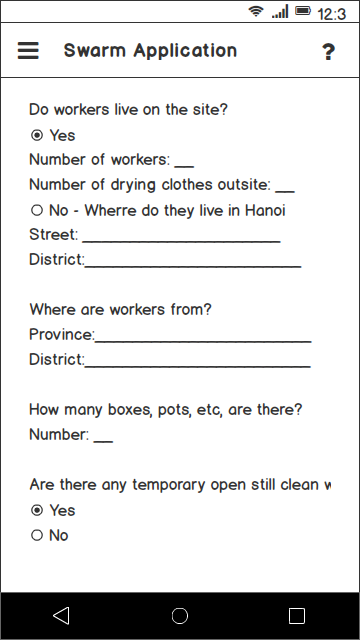 12:3
Swarm Application
?
Do workers live on the site?
Yes
Number of workers: __
Number of drying clothes outsite: __
No - Wherre do they live in Hanoi
Street: ______________________
District:________________________
Where are workers from?
Province:________________________
District:_________________________
How many boxes, pots, etc, are there?
Number: __
Are there any temporary open still clean
Yes
No